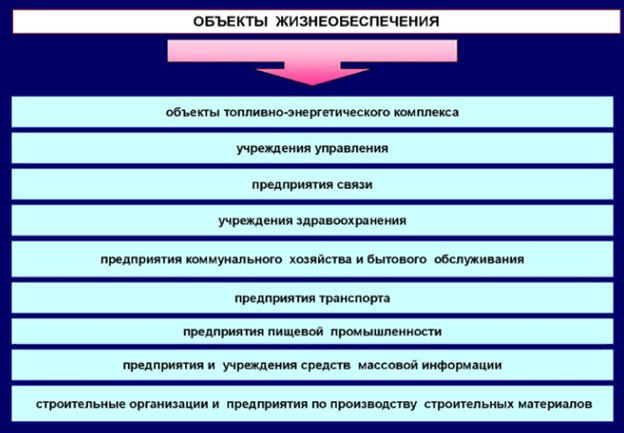 ОБЪЕКТЫ ЖИЗНЕОБЕСПЕЧЕНИЯ
объекты топливно-энергетического комплекса
учреждения управления
предприятия связи
учреждения здравоохранения
предприятия коммунального хозяйства и бытового обслуживания
предприятия транспорта
предприятия пищевой промышленности
предприятия и учреждения средств массовой информации
строительные организации и предприятия по производству строительных материалов